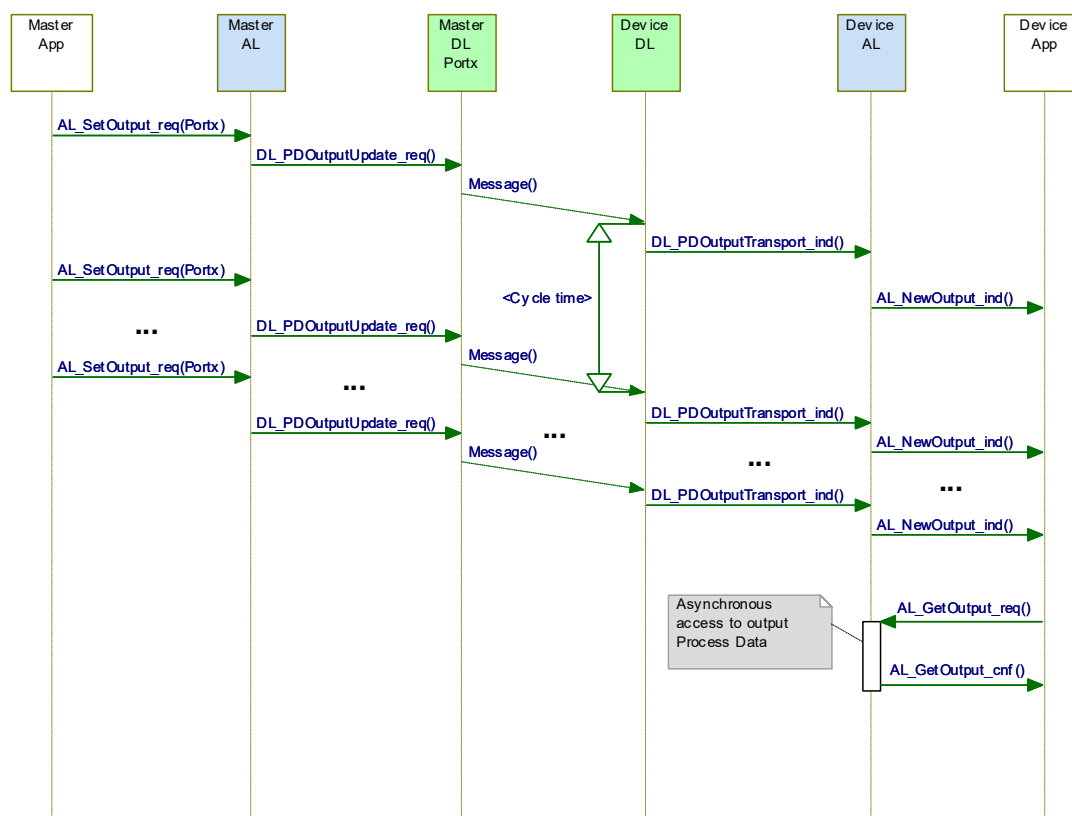 Master
App
Master
AL
Master
DL
Portx
Device
DL
Device
AL
Device
App
AL_SetOutput_req(Portx)
DL_PDOutputUpdate_req()
Message()
DL_PDOutputTransport_ind()
AL_SetOutput_req(Portx)
<Cycle time>
AL_NewOutput_ind()
...
DL_PDOutputUpdate_req()
Message()
AL_SetOutput_req(Portx)
...
DL_PDOutputTransport_ind()
DL_PDOutputUpdate_req()
...
AL_NewOutput_ind()
Message()
...
...
DL_PDOutputTransport_ind()
AL_NewOutput_ind()
Asynchronous
access to output
Process Data
AL_GetOutput_req()
AL_GetOutput_cnf()